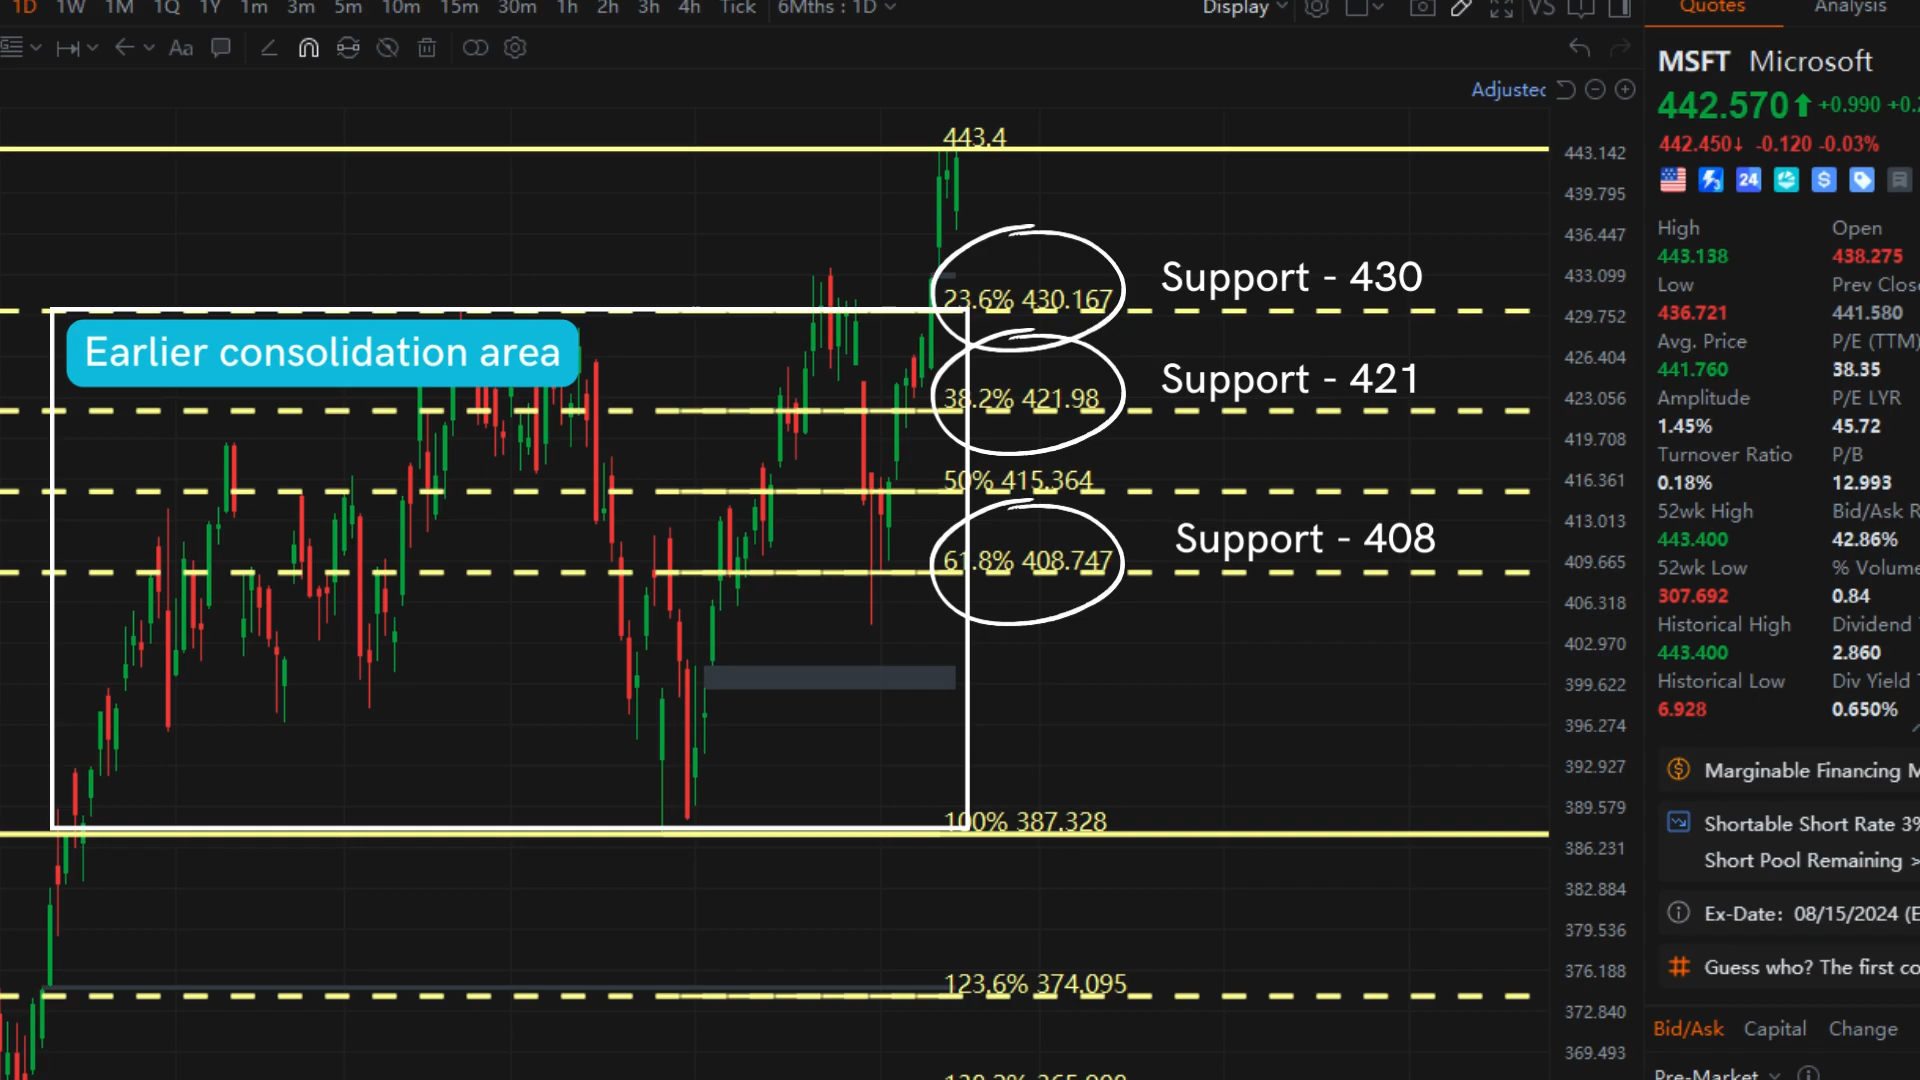 1D 1W 1M 1Q 1Y 1m 3m 5m 10m 15m 30m 1h 2h 3h 4h Tick 6Mths : 1D Display VS Quotes Analysis
Aa
MSFT Microsoft
Adjusted
442.570 +0.990
442.450↓ -0.120 -0.03%
24
443.4
443.142
439.795
436.447
433.099
429.752
426.404
423.056
419.708
416.361
413.013
409.665
406.318
402.970
399.622
396.274
392.927
389.579
386.231
382.884
379.536
376.188
372.840
369.493
23.6% 430.167
Support - 430
Earlier consolidation area
38.2% 421.98
Support - 421
50% 415.364
61.8% 408.747
Support - 408
100% 387.328
123.6% 374.095
High Open
443.138 438.275
Low Prev Close
436.721 441.580
Avg. Price P/E (TTM)
441.760 38.35
Amplitude P/E LYR
1.45% 45.72
Turnover Ratio P/B
0.18% 12.993
52wk High Bid/Ask R
443.400 42.86%
52wk Low % Volume
307.692 0.84
Historical High Dividend
443.400 2.860
Historical Low Div Yield
6.928 0.650%
Marginable Financing M
Shortable Short Rate 3%
Short Pool Remaining >
Ex-Date: 08/15/2024 (E
Guess who? The first co
Bid/Ask Capital Change
Pre-Market